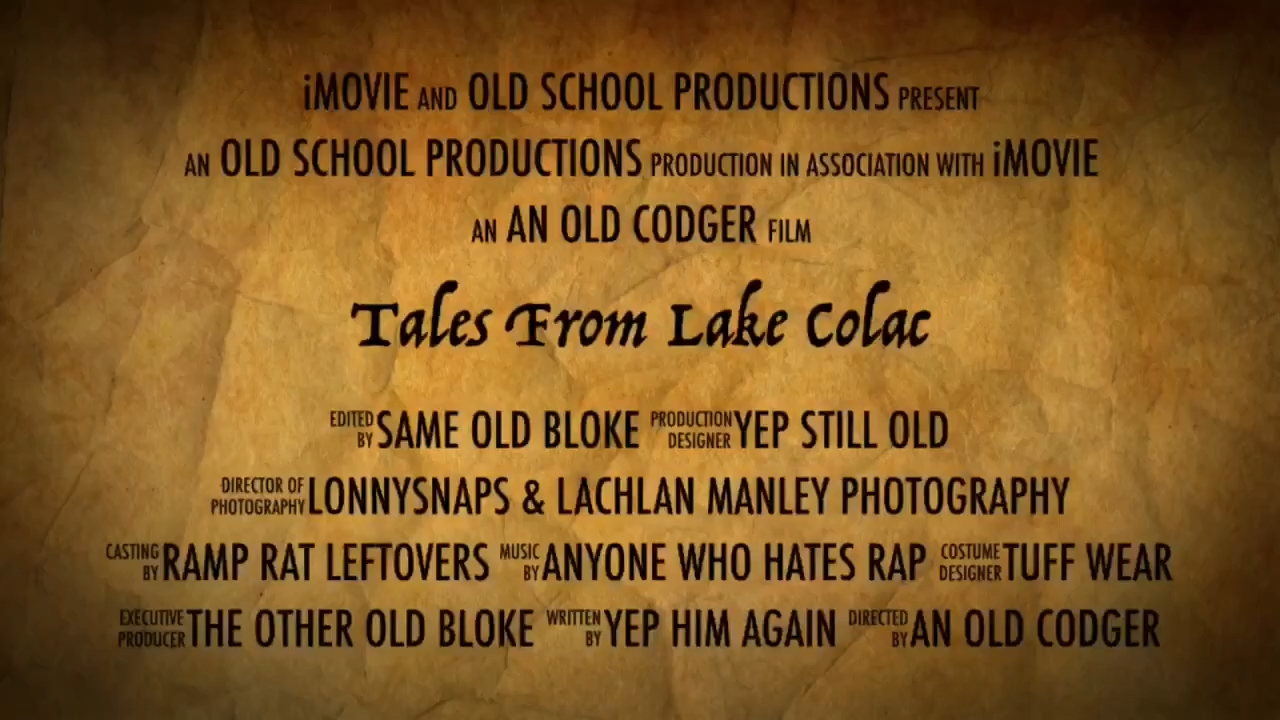 iMOVIE AND OLD SCHOOL PRODUCTIONS PRESENT
AN OLD SCHOOL PRODUCTIONS PRODUCTION IN ASSOCIATION WITH iMOVIE
AN AN OLD CODGER FILM
Tales From Lake Colac
EDITED BY SAME OLD BLOKE PRODUCTION DESIGNER YEP STILL OLD
DIRECTOR OF PHOTOGRAPHY LONNYSNAPS & LACHLAN MANLEY PHOTOGRAPHY
CASTING BY RAMP RAT LEFTOVERS MUSIC BY ANYONE WHO HATES RAP COSTUME DESIGNER TUFF WEAR
EXECUTIVE PRODUCER THE OTHER OLD BLOKE WRITTEN BY YEP HIM AGAIN DIRECTED BY AN OLD CODGER